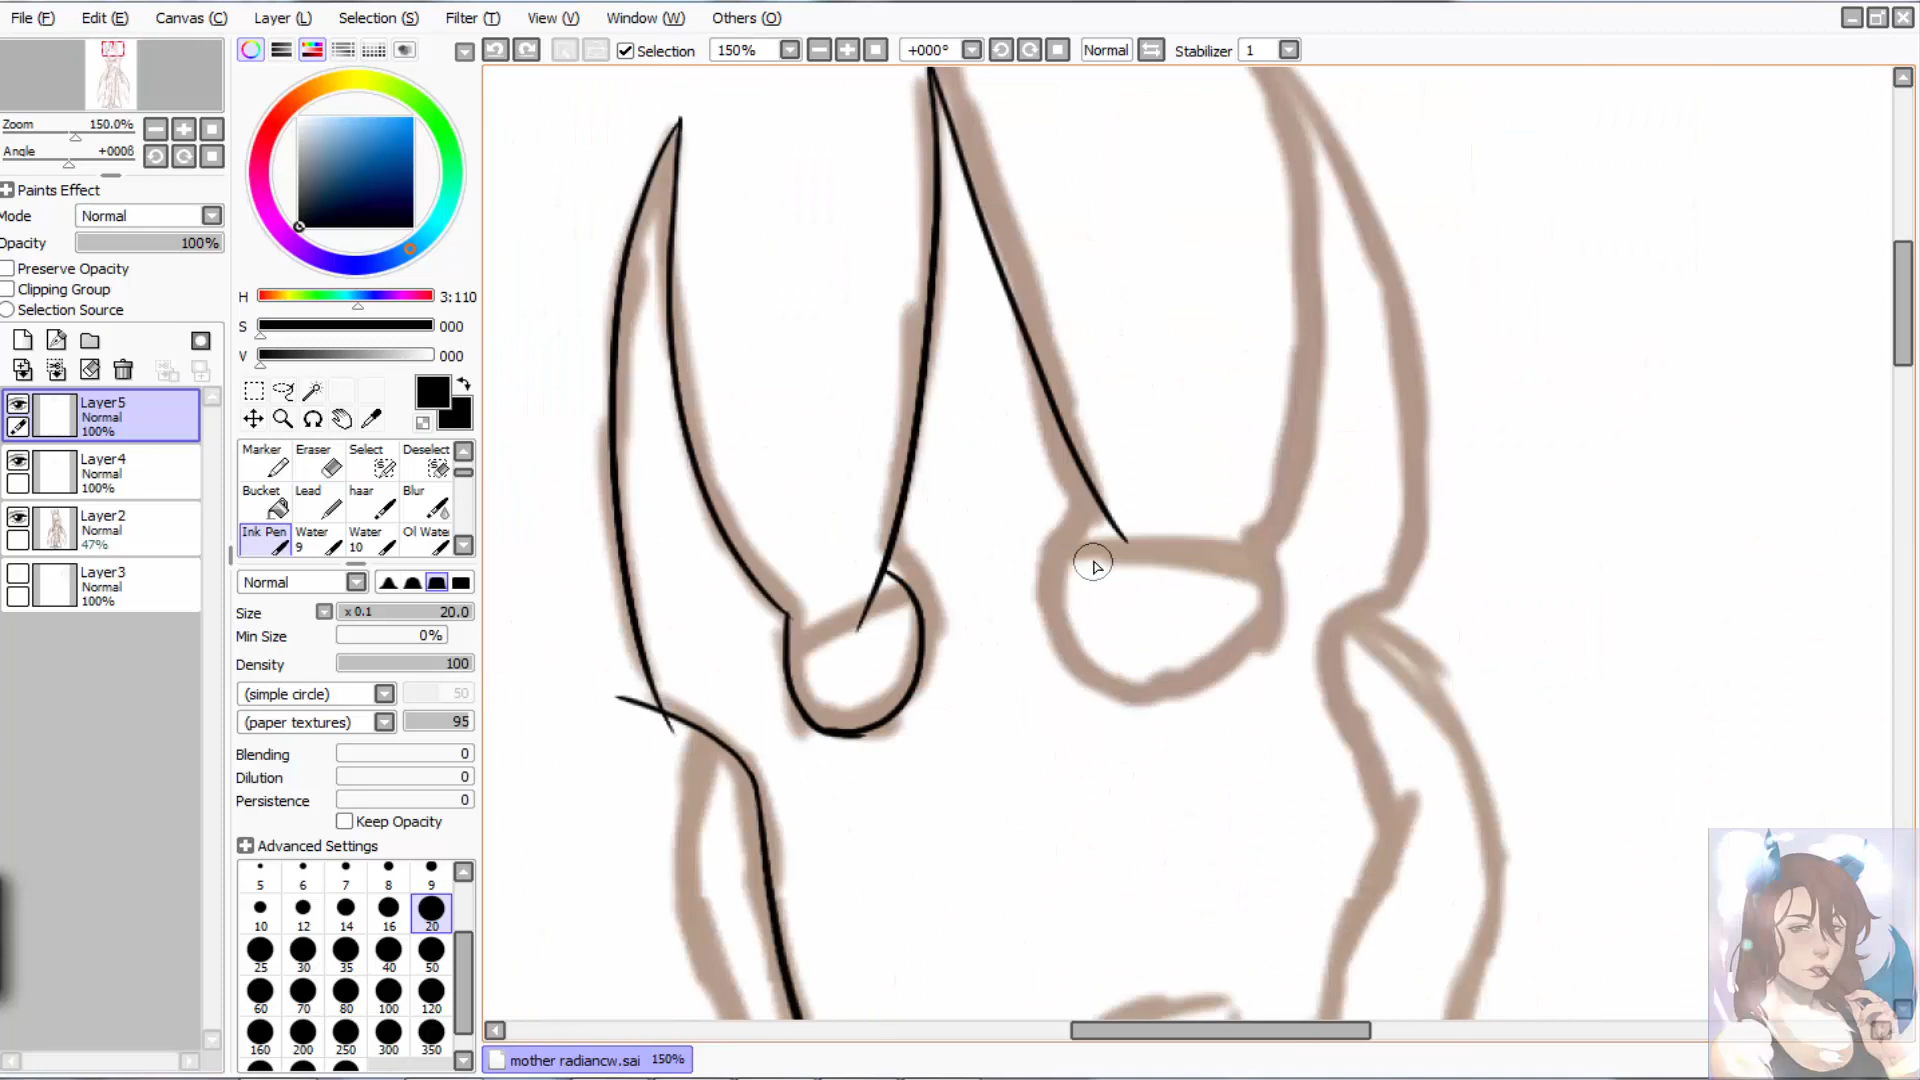 File (F) Edit (E) Canvas (C) Layer (L) Selection (S) Filter (T) View (V) Window (W) Others (O)
Selection 150% +000° Normal Stabilizer 1
Zoom 150.0%
Angle +000ß
Paints Effect
Mode Normal
Opacity 100%
Preserve Opacity
Clipping Group
Selection Source
Layer5
Normal
100%
Layer4
Normal
100%
Layer2
Normal
47%
Layer3
100%
H 3:110
S 000
V 000
Marker Eraser Select Deselect
Bucket Lead haar Blur
Ink Pen Water 9 Water 10 Ol Wate
Normal
Size x 0.1 20.0
Min Size 0%
Density 100
(simple circle) 50
(paper textures) 95
Blending 0
Dilution 0
Persistence 0
Keep Opacity
Advanced Settings
5 6 7 8 9
10 12 14 16 20
25 30 35 40 50
60 70 80 100 120
160 200 250 300 350
mother radiancw.sai 150%